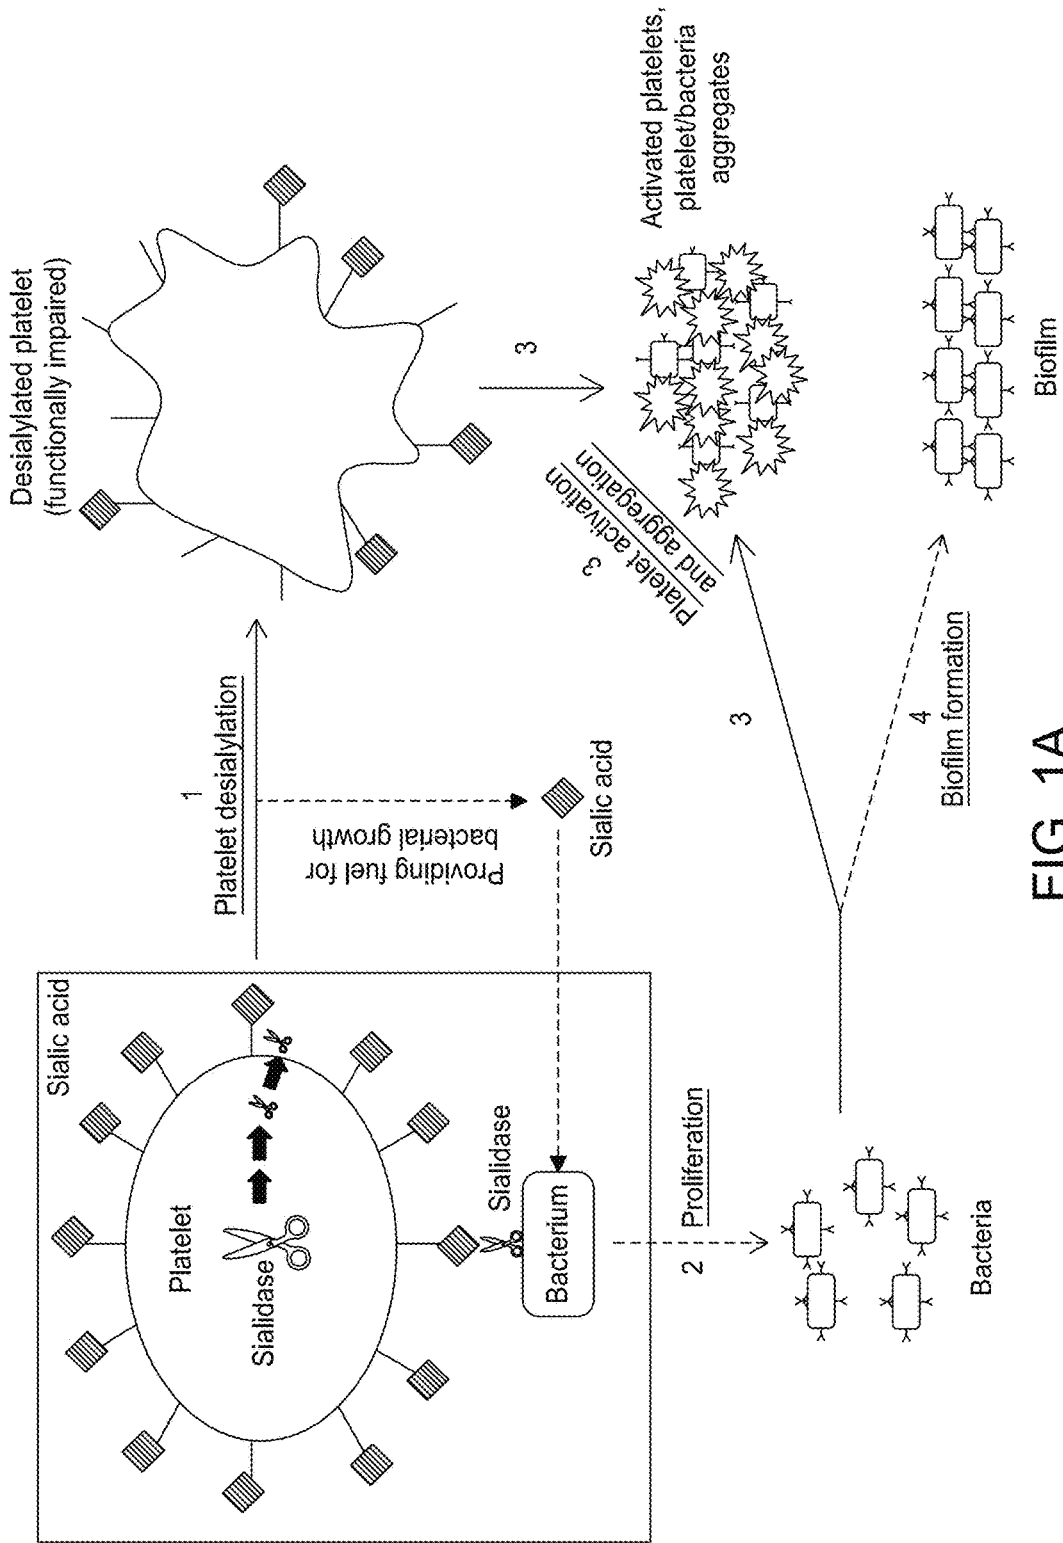 Sialic acid
Platelet
Sialidase
Sialidase
Bacterium
1
Platelet desialylation
Providing fuel for
bacterial growth
Sialic acid
Desialylated platelet
(functionally impaired)
3
2
Proliferation
Bacteria
3
3
Platelet activation
and aggregation
Activated platelets,
platelet/bacteria
aggregates
4
Biofilm formation
Biofilm
FIG. 1A